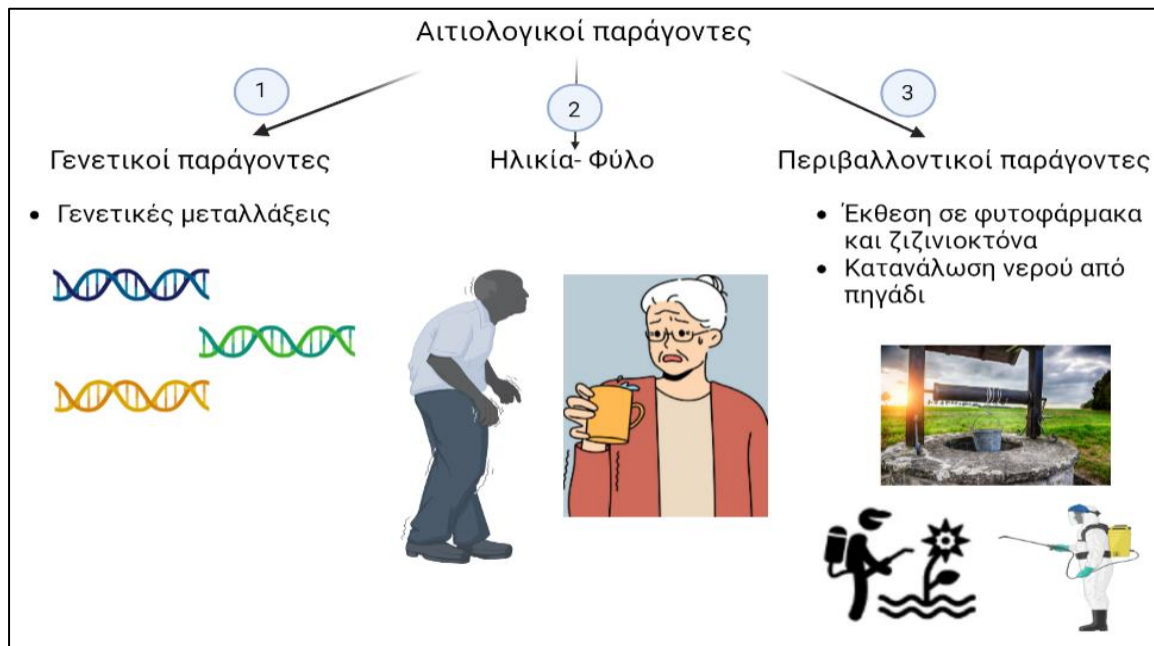 Αιτιολογικοί παράγοντες
1
2
3
Γενετικοί παράγοντες
Ηλικία- Φύλο
Περιβαλλοντικοί παράγοντες
• Γενετικές μεταλλάξεις
• Έκθεση σε φυτοφάρμακα
και ζιζινιοκτόνα
• Κατανάλωση νερού από
πηγάδι